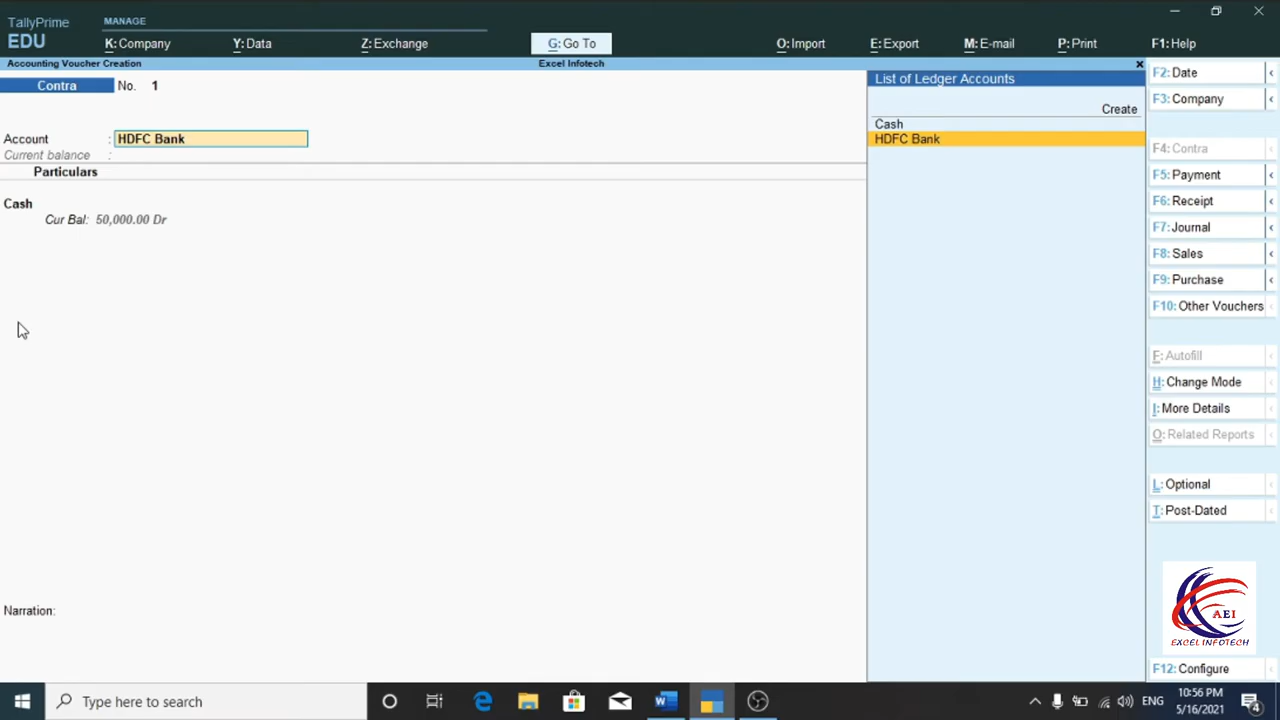 TallyPrime
EDU
MANAGE
K: Company
Y: Data
Z: Exchange
G: Go To
O: Import
E: Export
M: E-mail
P: Print
F1: Help
Accounting Voucher Creation
Excel Infotech
Contra No. 1
Account : HDFC Bank
Current balance :
Particulars
Cash
Cur Bal: 50,000.00 Dr
Narration:
List of Ledger Accounts
Create
Cash
HDFC Bank
F2: Date
F3: Company
F4: Contra
F5: Payment
F6: Receipt
F7: Journal
F8: Sales
F9: Purchase
F10: Other Vouchers
F: Autofill
H: Change Mode
I: More Details
O: Related Reports
L: Optional
T: Post-Dated
AEI
EXCEL INFOTECH
F12: Configure
Type here to search
ENG
10:56 PM
5/16/2021
4